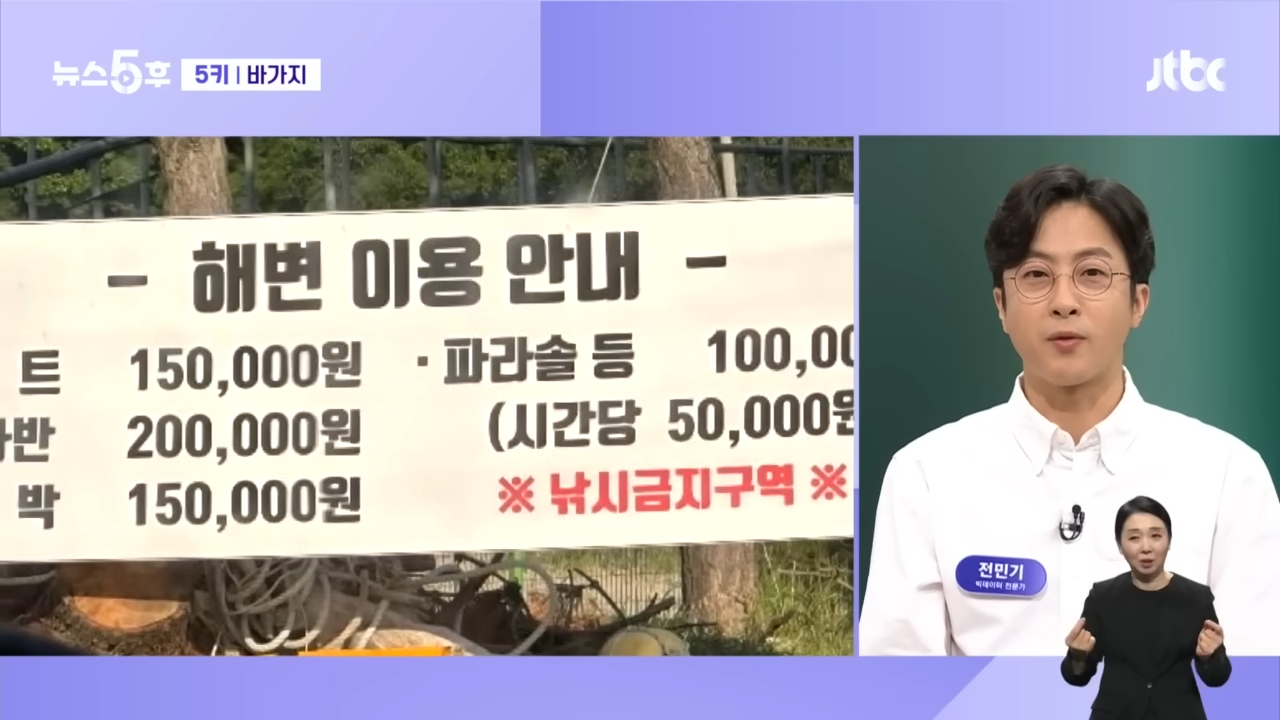 뉴스5후 5키 | 바가지
jtbc
- 해변 이용 안내 -
트 150,000원 · 파라솔 등 100,00
반 200,000원 (시간당 50,000원
박 150,000원 ※ 낚시금지구역 ※
전민기
빅데이터 전문가